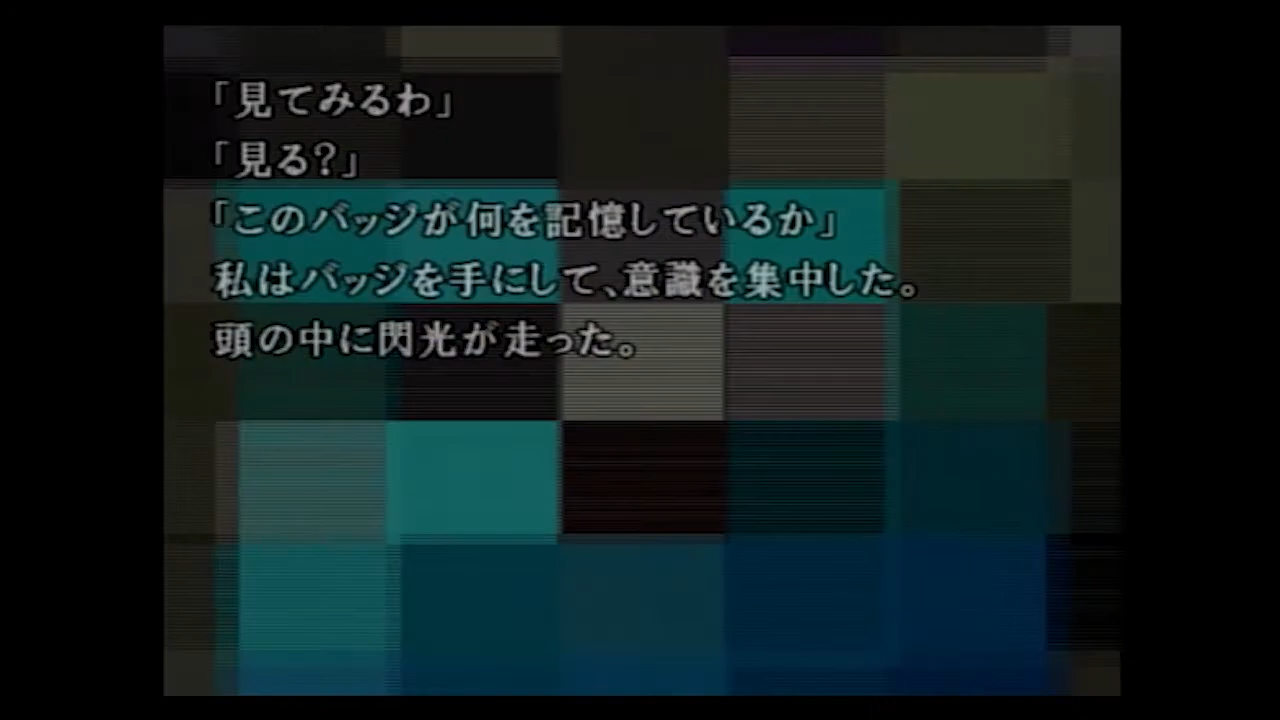 「見てみるわ」
「見る？」
「このバッジが何を記憶しているか」
私はバッジを手にして、意識を集中した。
頭の中に閃光が走った。